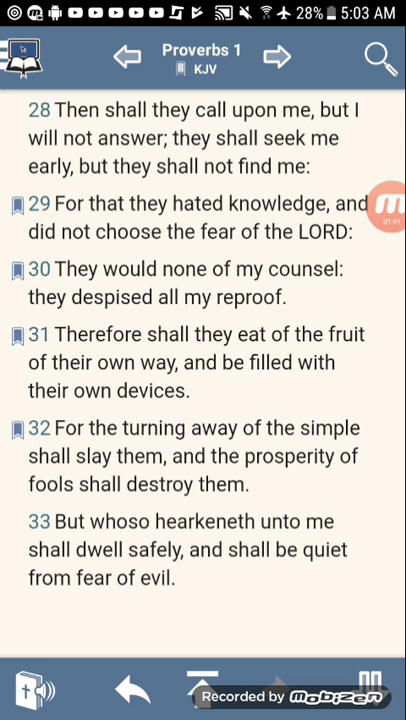 28% 5:03 AM
Proverbs 1
KJV
28 Then shall they call upon me, but I
will not answer; they shall seek me
early, but they shall not find me:
29 For that they hated knowledge, and
did not choose the fear of the LORD:
01:41
30 They would none of my counsel:
they despised all my reproof.
31 Therefore shall they eat of the fruit
of their own way, and be filled with
their own devices.
32 For the turning away of the simple
shall slay them, and the prosperity of
fools shall destroy them.
33 But whoso hearkeneth unto me
shall dwell safely, and shall be quiet
from fear of evil.
Recorded by Mobizen